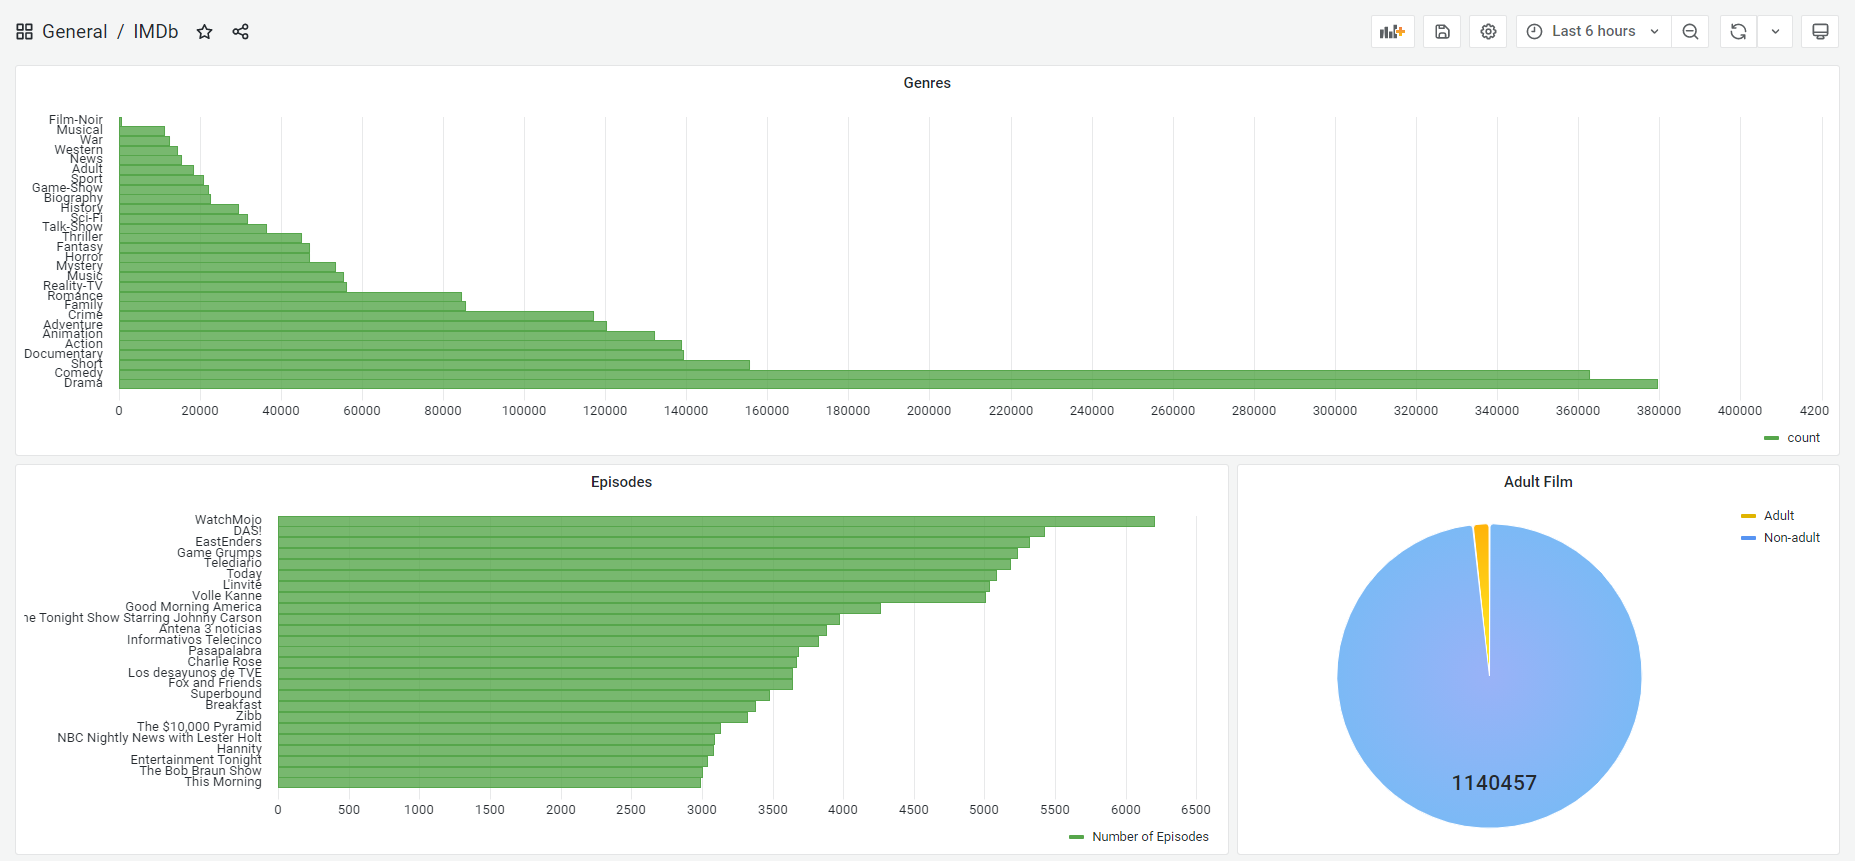 General / IMDb
Last 6 hours
Genres
Film-Noir
Musical
War
Western
News
Adult
Sport
Game-Show
Biography
History
Sci-Fi
Talk-Show
Thriller
Fantasy
Horror
Mystery
Music
Reality-TV
Romance
Family
Crime
Adventure
Animation
Action
Documentary
Short
Comedy
Drama
0 20000 40000 60000 80000 100000 120000 140000 160000 180000 200000 220000 240000 260000 280000 300000 320000 340000 360000 380000 400000 4200
count
Episodes
WatchMojo
DAS!
EastEnders
Game Grumps
Telediario
Today
L'invité
Volle Kanne
Good Morning America
ne Tonight Show Starring Johnny Carson
Antena 3 noticias
Informativos Telecinco
Pasapalabra
Charlie Rose
Los desayunos de TVE
Fox and Friends
Superbound
Breakfast
Zibb
The $10,000 Pyramid
NBC Nightly News with Lester Holt
Hannity
Entertainment Tonight
The Bob Braun Show
This Morning
0 500 1000 1500 2000 2500 3000 3500 4000 4500 5000 5500 6000 6500
Number of Episodes
Adult Film
Adult
Non-adult
1140457